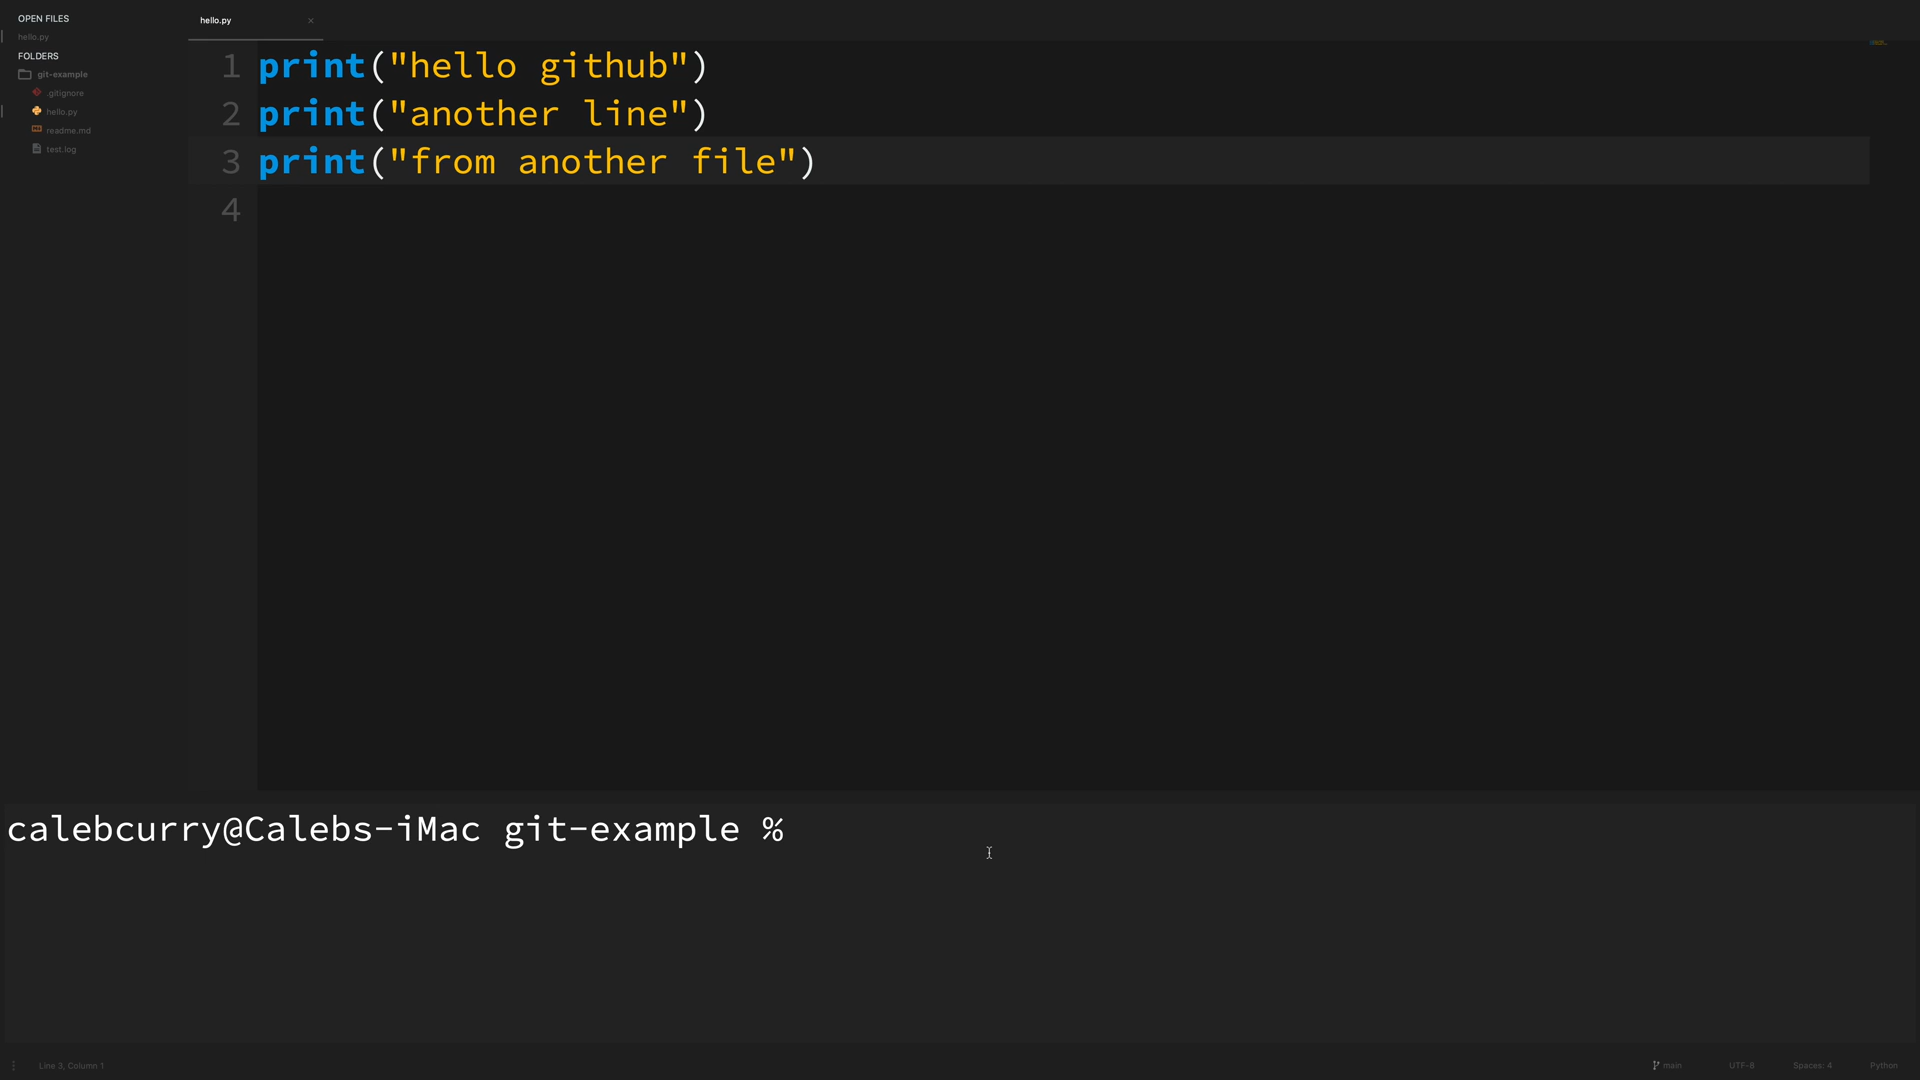 OPEN FILES
hello.py
FOLDERS
git-example
.gitignore
hello.py
readme.md
test.log
hello.py
1 print("hello github")
2 print("another line")
3 print("from another file")
4
calebcurry@Calebs-iMac git-example %
Line 3, Column 1
main
UTF-8
Spaces: 4
Python